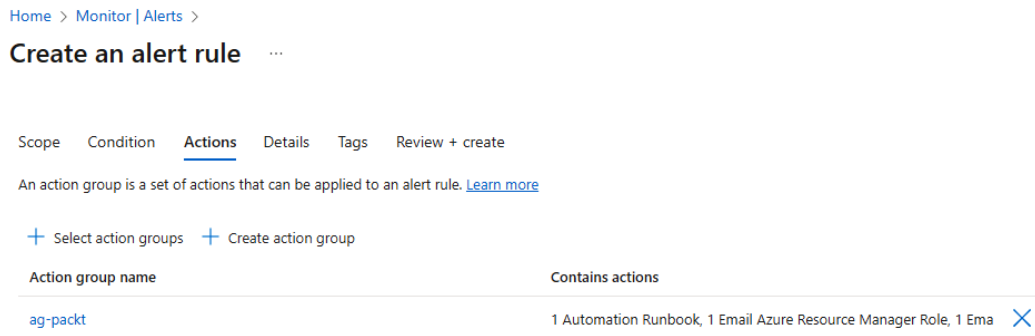 Home > Monitor | Alerts >
Create an alert rule ...
Scope Condition Actions Details Tags Review + create
An action group is a set of actions that can be applied to an alert rule. Learn more
+ Select action groups + Create action group
Action group name Contains actions
ag-packt 1 Automation Runbook, 1 Email Azure Resource Manager Role, 1 Ema